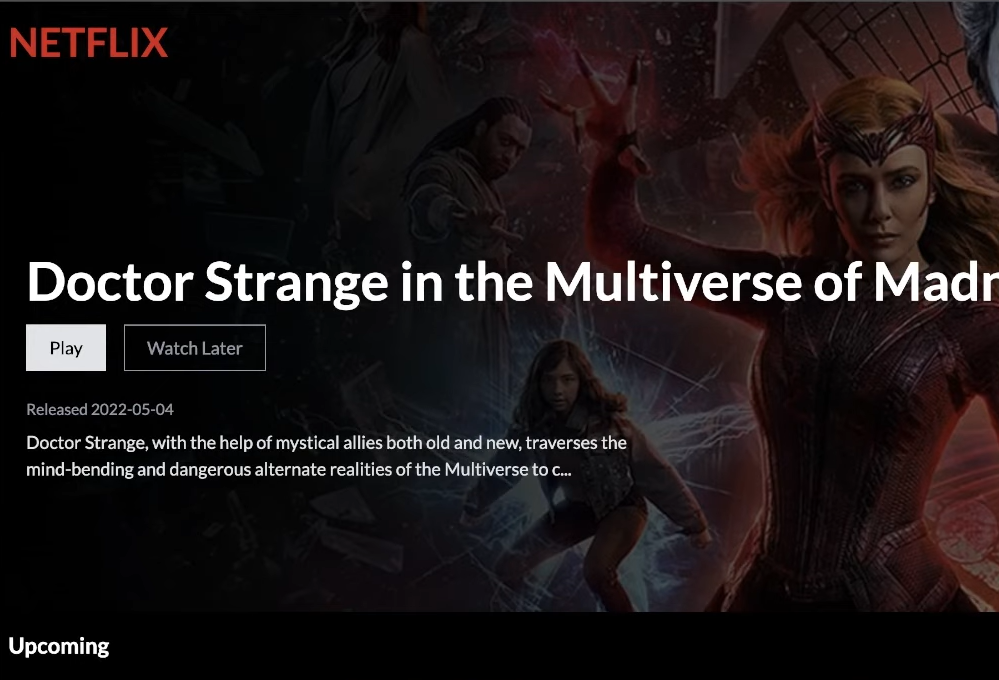 NETFLIX
Doctor Strange in the Multiverse of Mad
Play
Watch Later
Released 2022-05-04
Doctor Strange, with the help of mystical allies both old and new, traverses the
mind-bending and dangerous alternate realities of the Multiverse to c...
Upcoming